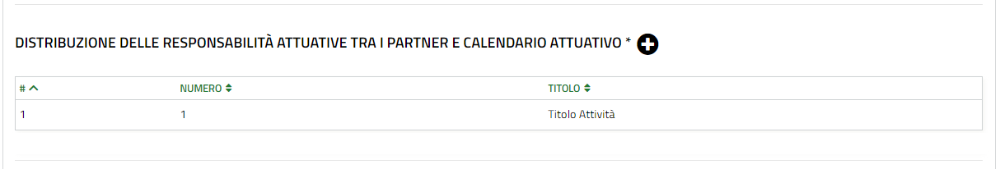 DISTRIBUZIONE DELLE RESPONSABILITÀ ATTUATIVE TRA I PARTNER E CALENDARIO ATTUATIVO *
# NUMERO TITOLO
1 1 Titolo Attività